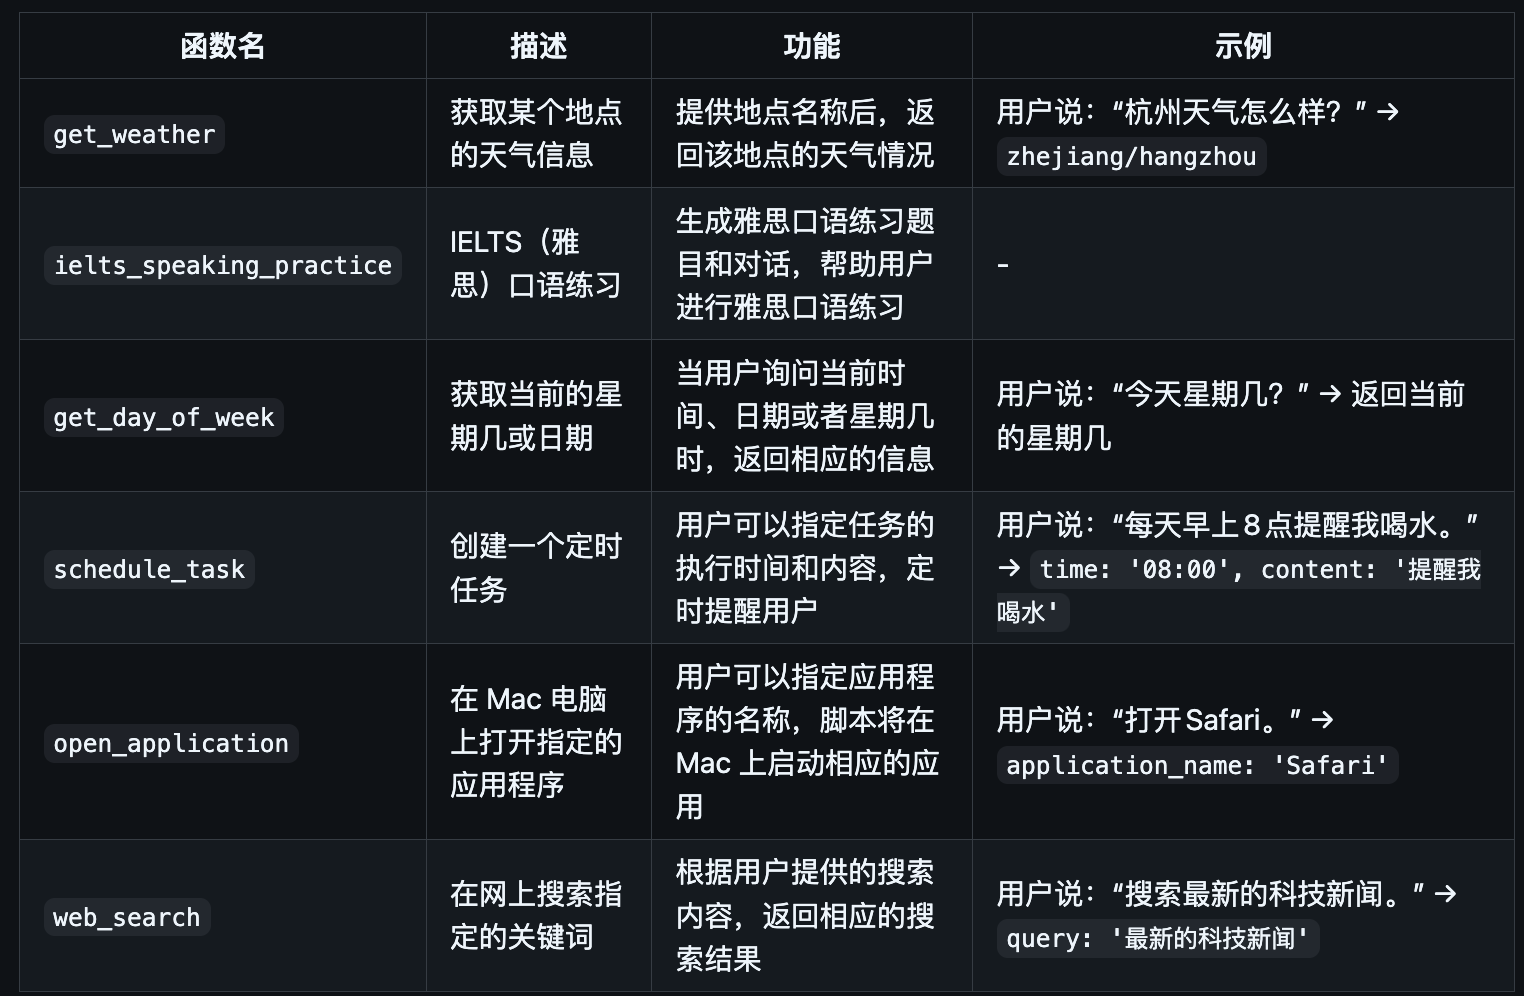 函数名
描述
功能
示例
get_weather
获取某个地点
的天气信息
提供地点名称后，返
回该地点的天气情况
用户说：“杭州天气怎么样？” →
zhejiang/hangzhou
ielts_speaking_practice
IELTS（雅
思）口语练习
生成雅思口语练习题
目和对话，帮助用户
进行雅思口语练习
-
get_day_of_week
获取当前的星
期几或日期
当用户询问当前时
间、日期或者星期几
时，返回相应的信息
用户说：“今天星期几？” → 返回当前
的星期几
schedule_task
创建一个定时
任务
用户可以指定任务的
执行时间和内容，定
时提醒用户
用户说：“每天早上8点提醒我喝水。”
→ time: '08:00', content: '提醒我
喝水'
open_application
在 Mac 电脑
上打开指定的
应用程序
用户可以指定应用程
序的名称，脚本将在
Mac 上启动相应的应
用
用户说：“打开Safari。” →
application_name: 'Safari'
web_search
在网上搜索指
定的关键词
根据用户提供的搜索
内容，返回相应的搜
索结果
用户说：“搜索最新的科技新闻。” →
query: '最新的科技新闻'